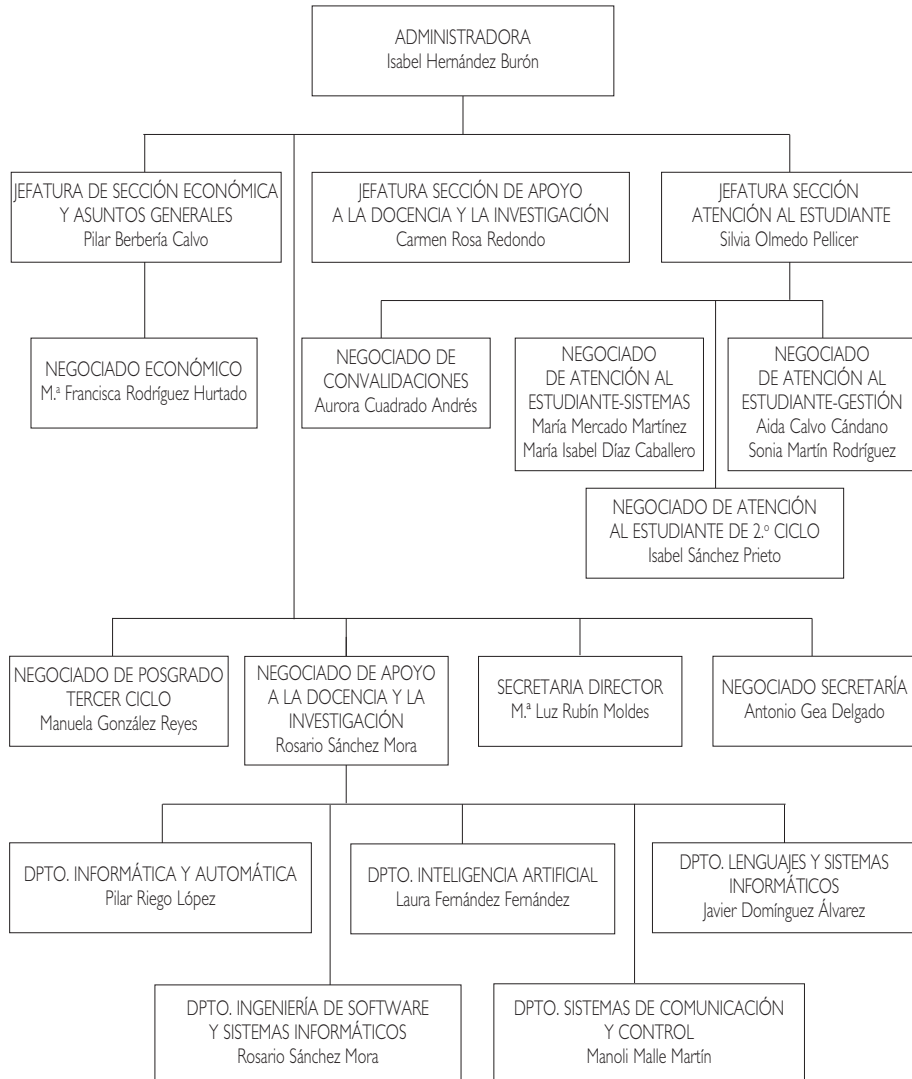 ADMINISTRADORA
Isabel Hernández Burón
JEFATURA DE SECCIÓN ECONÓMICA
Y ASUNTOS GENERALES
Pilar Berbería Calvo
JEFATURA SECCIÓN DE APOYO
A LA DOCENCIA Y LA INVESTIGACIÓN
Carmen Rosa Redondo
JEFATURA SECCIÓN
ATENCIÓN AL ESTUDIANTE
Silvia Olmedo Pellicer
NEGOCIADO ECONÓMICO
M.ª Francisca Rodríguez Hurtado
NEGOCIADO DE
CONVALIDACIONES
Aurora Cuadrado Andrés
NEGOCIADO
DE ATENCIÓN AL
ESTUDIANTE-SISTEMAS
María Mercado Martínez
María Isabel Díaz Caballero
NEGOCIADO
DE ATENCIÓN AL
ESTUDIANTE-GESTIÓN
Aida Calvo Cándano
Sonia Martín Rodríguez
NEGOCIADO DE ATENCIÓN
AL ESTUDIANTE DE 2.º CICLO
Isabel Sánchez Prieto
NEGOCIADO DE POSGRADO
TERCER CICLO
Manuela González Reyes
NEGOCIADO DE APOYO
A LA DOCENCIA Y LA
INVESTIGACIÓN
Rosario Sánchez Mora
SECRETARIA DIRECTOR
M.ª Luz Rubín Moldes
NEGOCIADO SECRETARÍA
Antonio Gea Delgado
DPTO. INFORMÁTICA Y AUTOMÁTICA
Pilar Riego López
DPTO. INTELIGENCIA ARTIFICIAL
Laura Fernández Fernández
DPTO. LENGUAJES Y SISTEMAS
INFORMÁTICOS
Javier Domínguez Álvarez
DPTO. INGENIERÍA DE SOFTWARE
Y SISTEMAS INFORMÁTICOS
Rosario Sánchez Mora
DPTO. SISTEMAS DE COMUNICACIÓN
Y CONTROL
Manoli Malle Martín